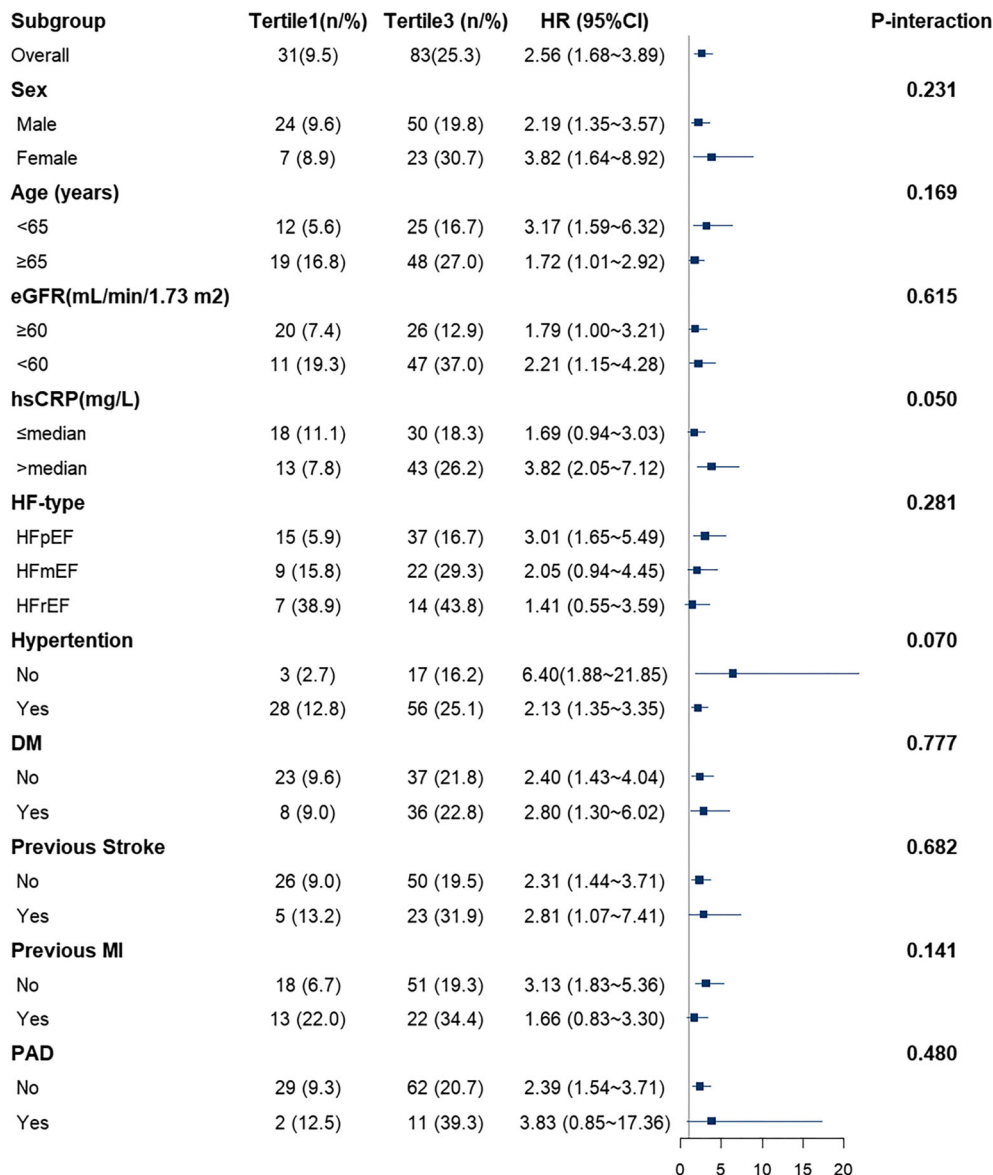 Subgroup Tertile1(n/%) Tertile3 (n/%) HR (95%CI) P-interaction
Overall 31(9.5) 83(25.3) 2.56 (1.68~3.89)
Sex 0.231
Male 24 (9.6) 50 (19.8) 2.19 (1.35~3.57)
Female 7 (8.9) 23 (30.7) 3.82 (1.64~8.92)
Age (years) 0.169
<65 12 (5.6) 25 (16.7) 3.17 (1.59~6.32)
≥65 19 (16.8) 48 (27.0) 1.72 (1.01~2.92)
eGFR(mL/min/1.73 m2) 0.615
≥60 20 (7.4) 26 (12.9) 1.79 (1.00~3.21)
<60 11 (19.3) 47 (37.0) 2.21 (1.15~4.28)
hsCRP(mg/L) 0.050
≤median 18 (11.1) 30 (18.3) 1.69 (0.94~3.03)
>median 13 (7.8) 43 (26.2) 3.82 (2.05~7.12)
HF-type 0.281
HFpEF 15 (5.9) 37 (16.7) 3.01 (1.65~5.49)
HFmEF 9 (15.8) 22 (29.3) 2.05 (0.94~4.45)
HFrEF 7 (38.9) 14 (43.8) 1.41 (0.55~3.59)
Hypertention 0.070
No 3 (2.7) 17 (16.2) 6.40(1.88~21.85)
Yes 28 (12.8) 56 (25.1) 2.13 (1.35~3.35)
DM 0.777
No 23 (9.6) 37 (21.8) 2.40 (1.43~4.04)
Yes 8 (9.0) 36 (22.8) 2.80 (1.30~6.02)
Previous Stroke 0.682
No 26 (9.0) 50 (19.5) 2.31 (1.44~3.71)
Yes 5 (13.2) 23 (31.9) 2.81 (1.07~7.41)
Previous MI 0.141
No 18 (6.7) 51 (19.3) 3.13 (1.83~5.36)
Yes 13 (22.0) 22 (34.4) 1.66 (0.83~3.30)
PAD 0.480
No 29 (9.3) 62 (20.7) 2.39 (1.54~3.71)
Yes 2 (12.5) 11 (39.3) 3.83 (0.85~17.36)
0 5 10 15 20